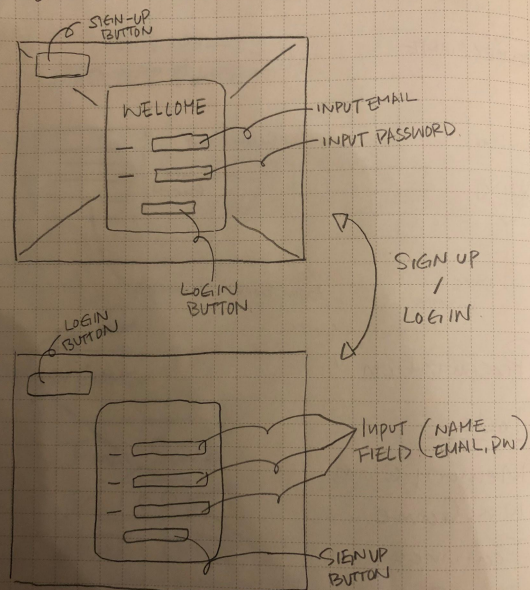 SIGN-UP
BUTTON
WELLOME
INPUT EMAIL
INPUT PASSWORD.
LOGIN
BUTTON
SIGN UP
/
LOGIN
LOGIN
BUTTON
INPUT
FIELD
(NAME
EMAIL, PW)
SIGNUP
BUTTON